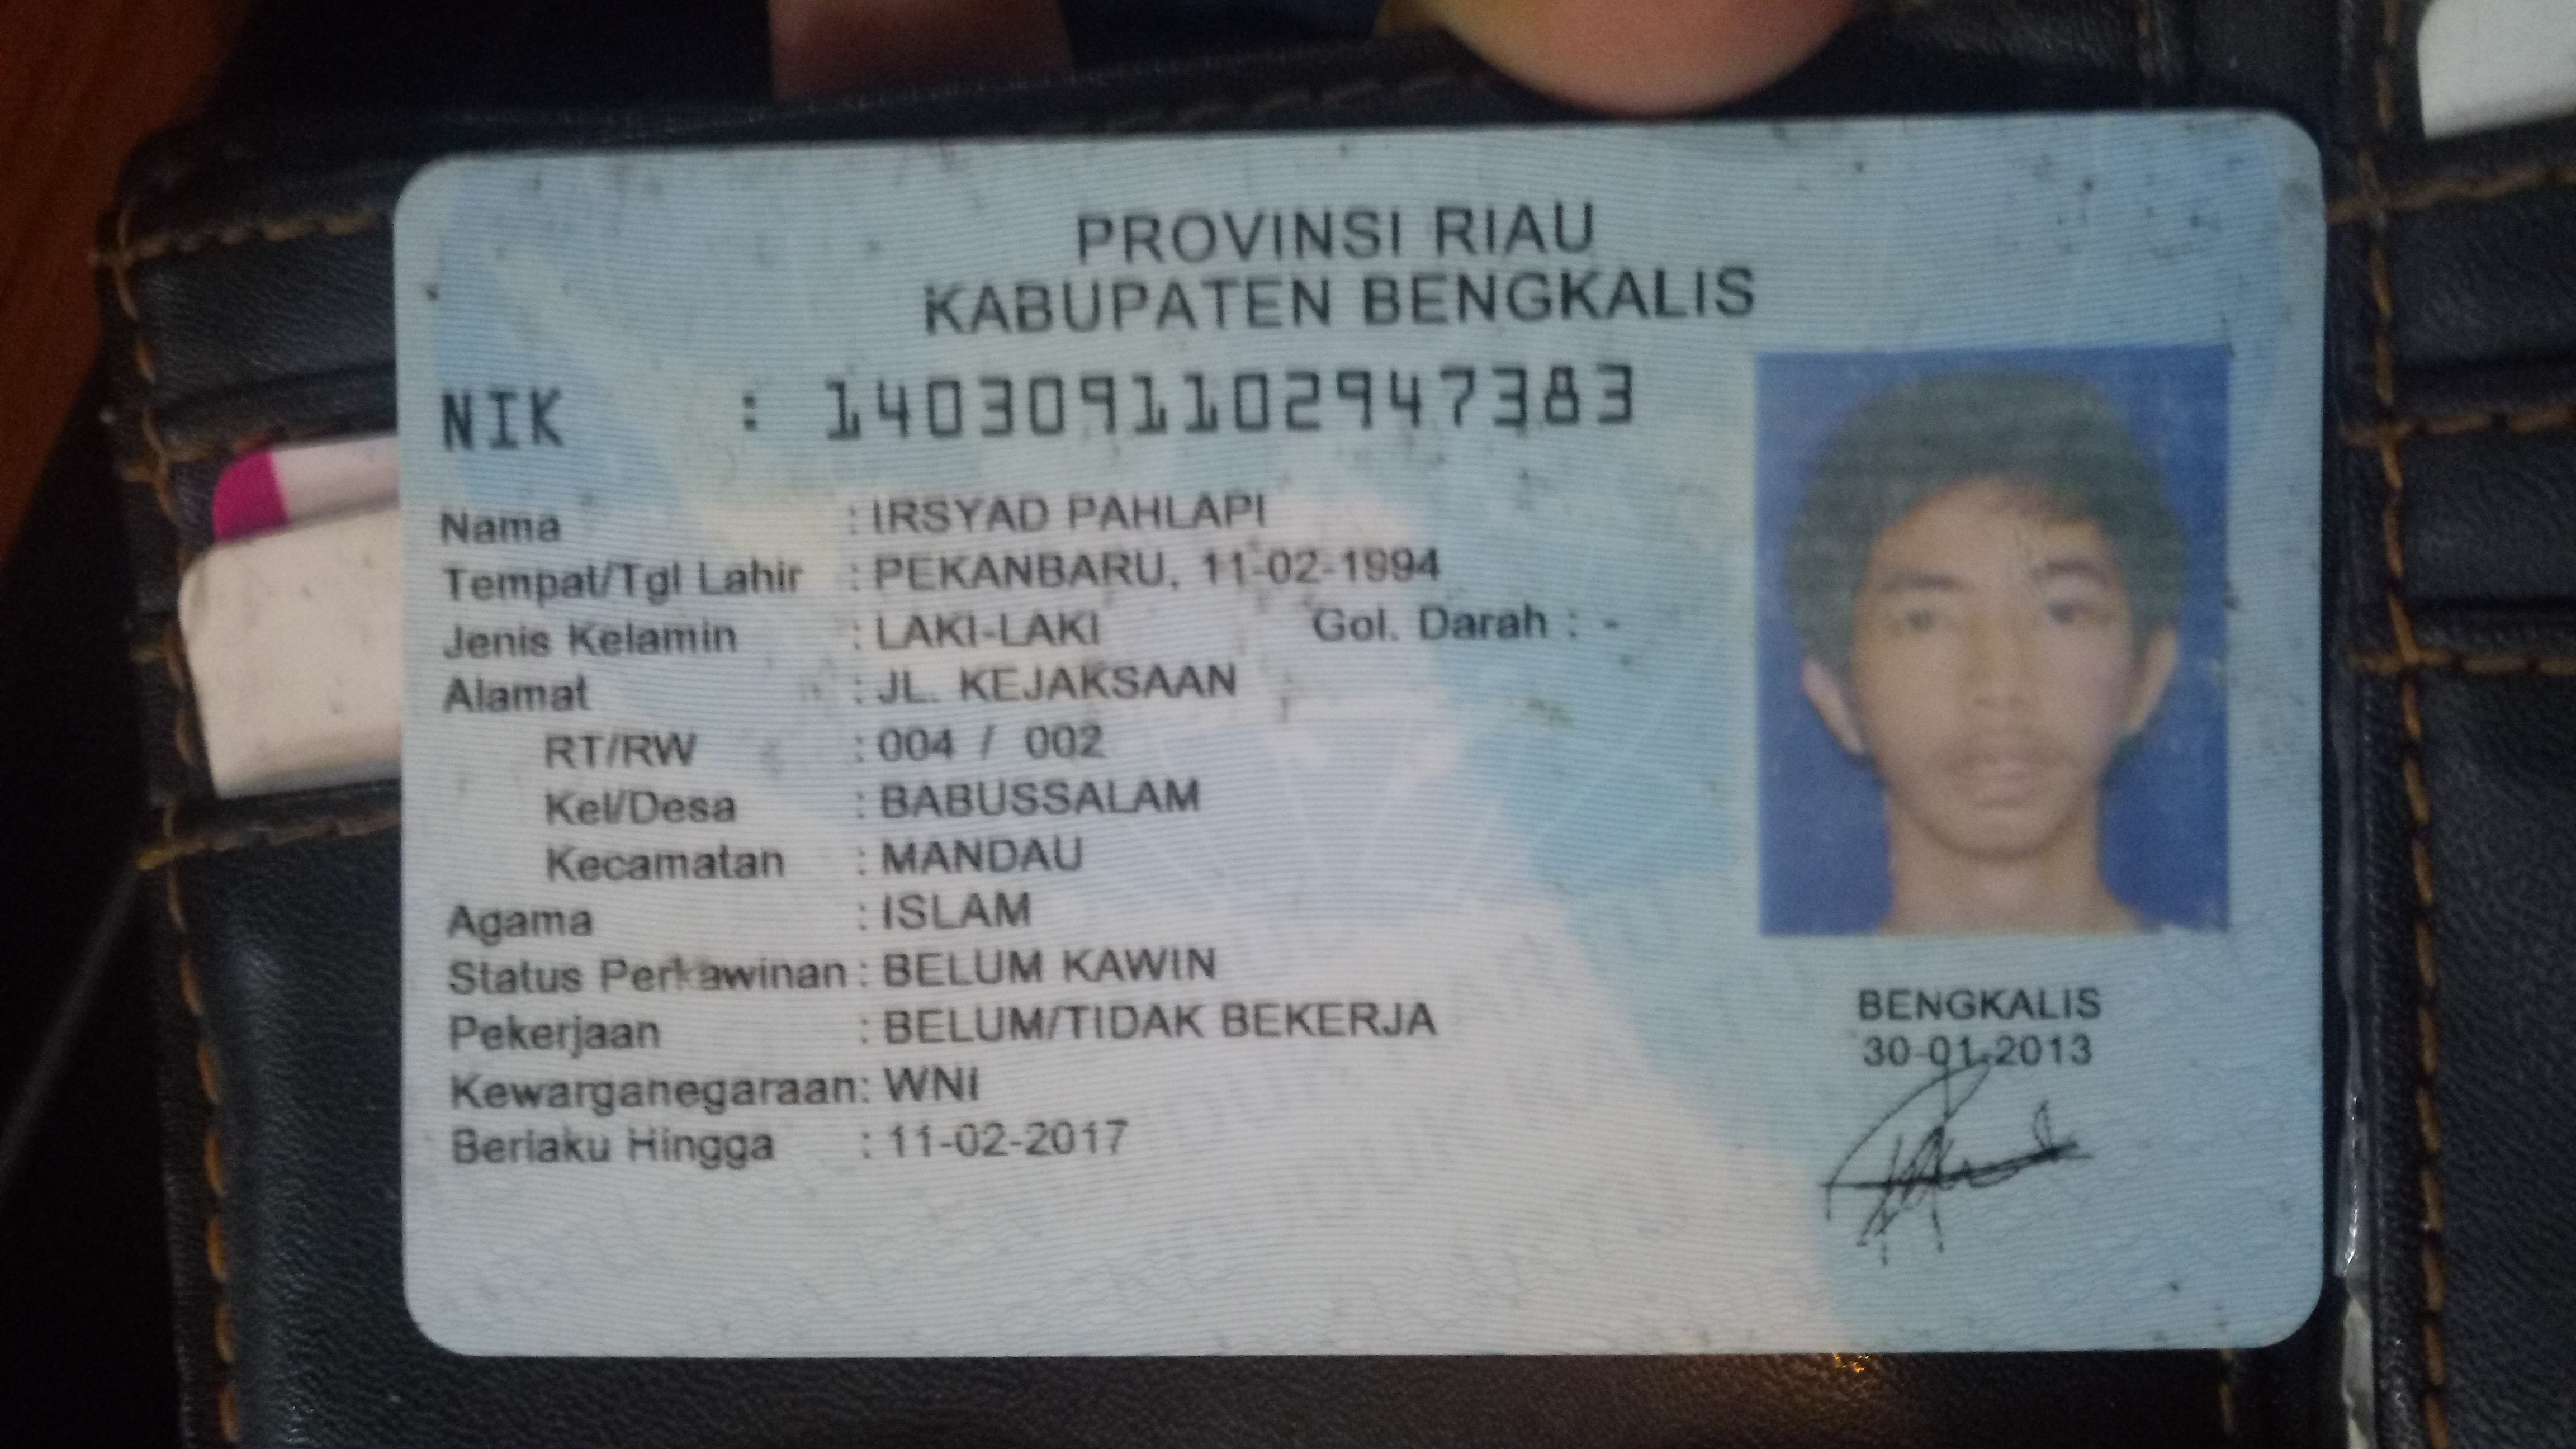 PROVINSI RIAU
KABUPATEN BENGKALIS
NIK : 1403091102947383
Nama : IRSYAD PAHLAPI
Tempat/Tgl Lahir : PEKANBARU, 11-02-1994
Jenis Kelamin : LAKI-LAKI Gol. Darah : -
Alamat : JL. KEJAKSAAN
RT/RW : 004 / 002
Kel/Desa : BABUSSALAM
Kecamatan : MANDAU
Agama : ISLAM
Status Perkawinan : BELUM KAWIN
Pekerjaan : BELUM/TIDAK BEKERJA
Kewarganegaraan : WNI
Berlaku Hingga : 11-02-2017
BENGKALIS
30-01-2013